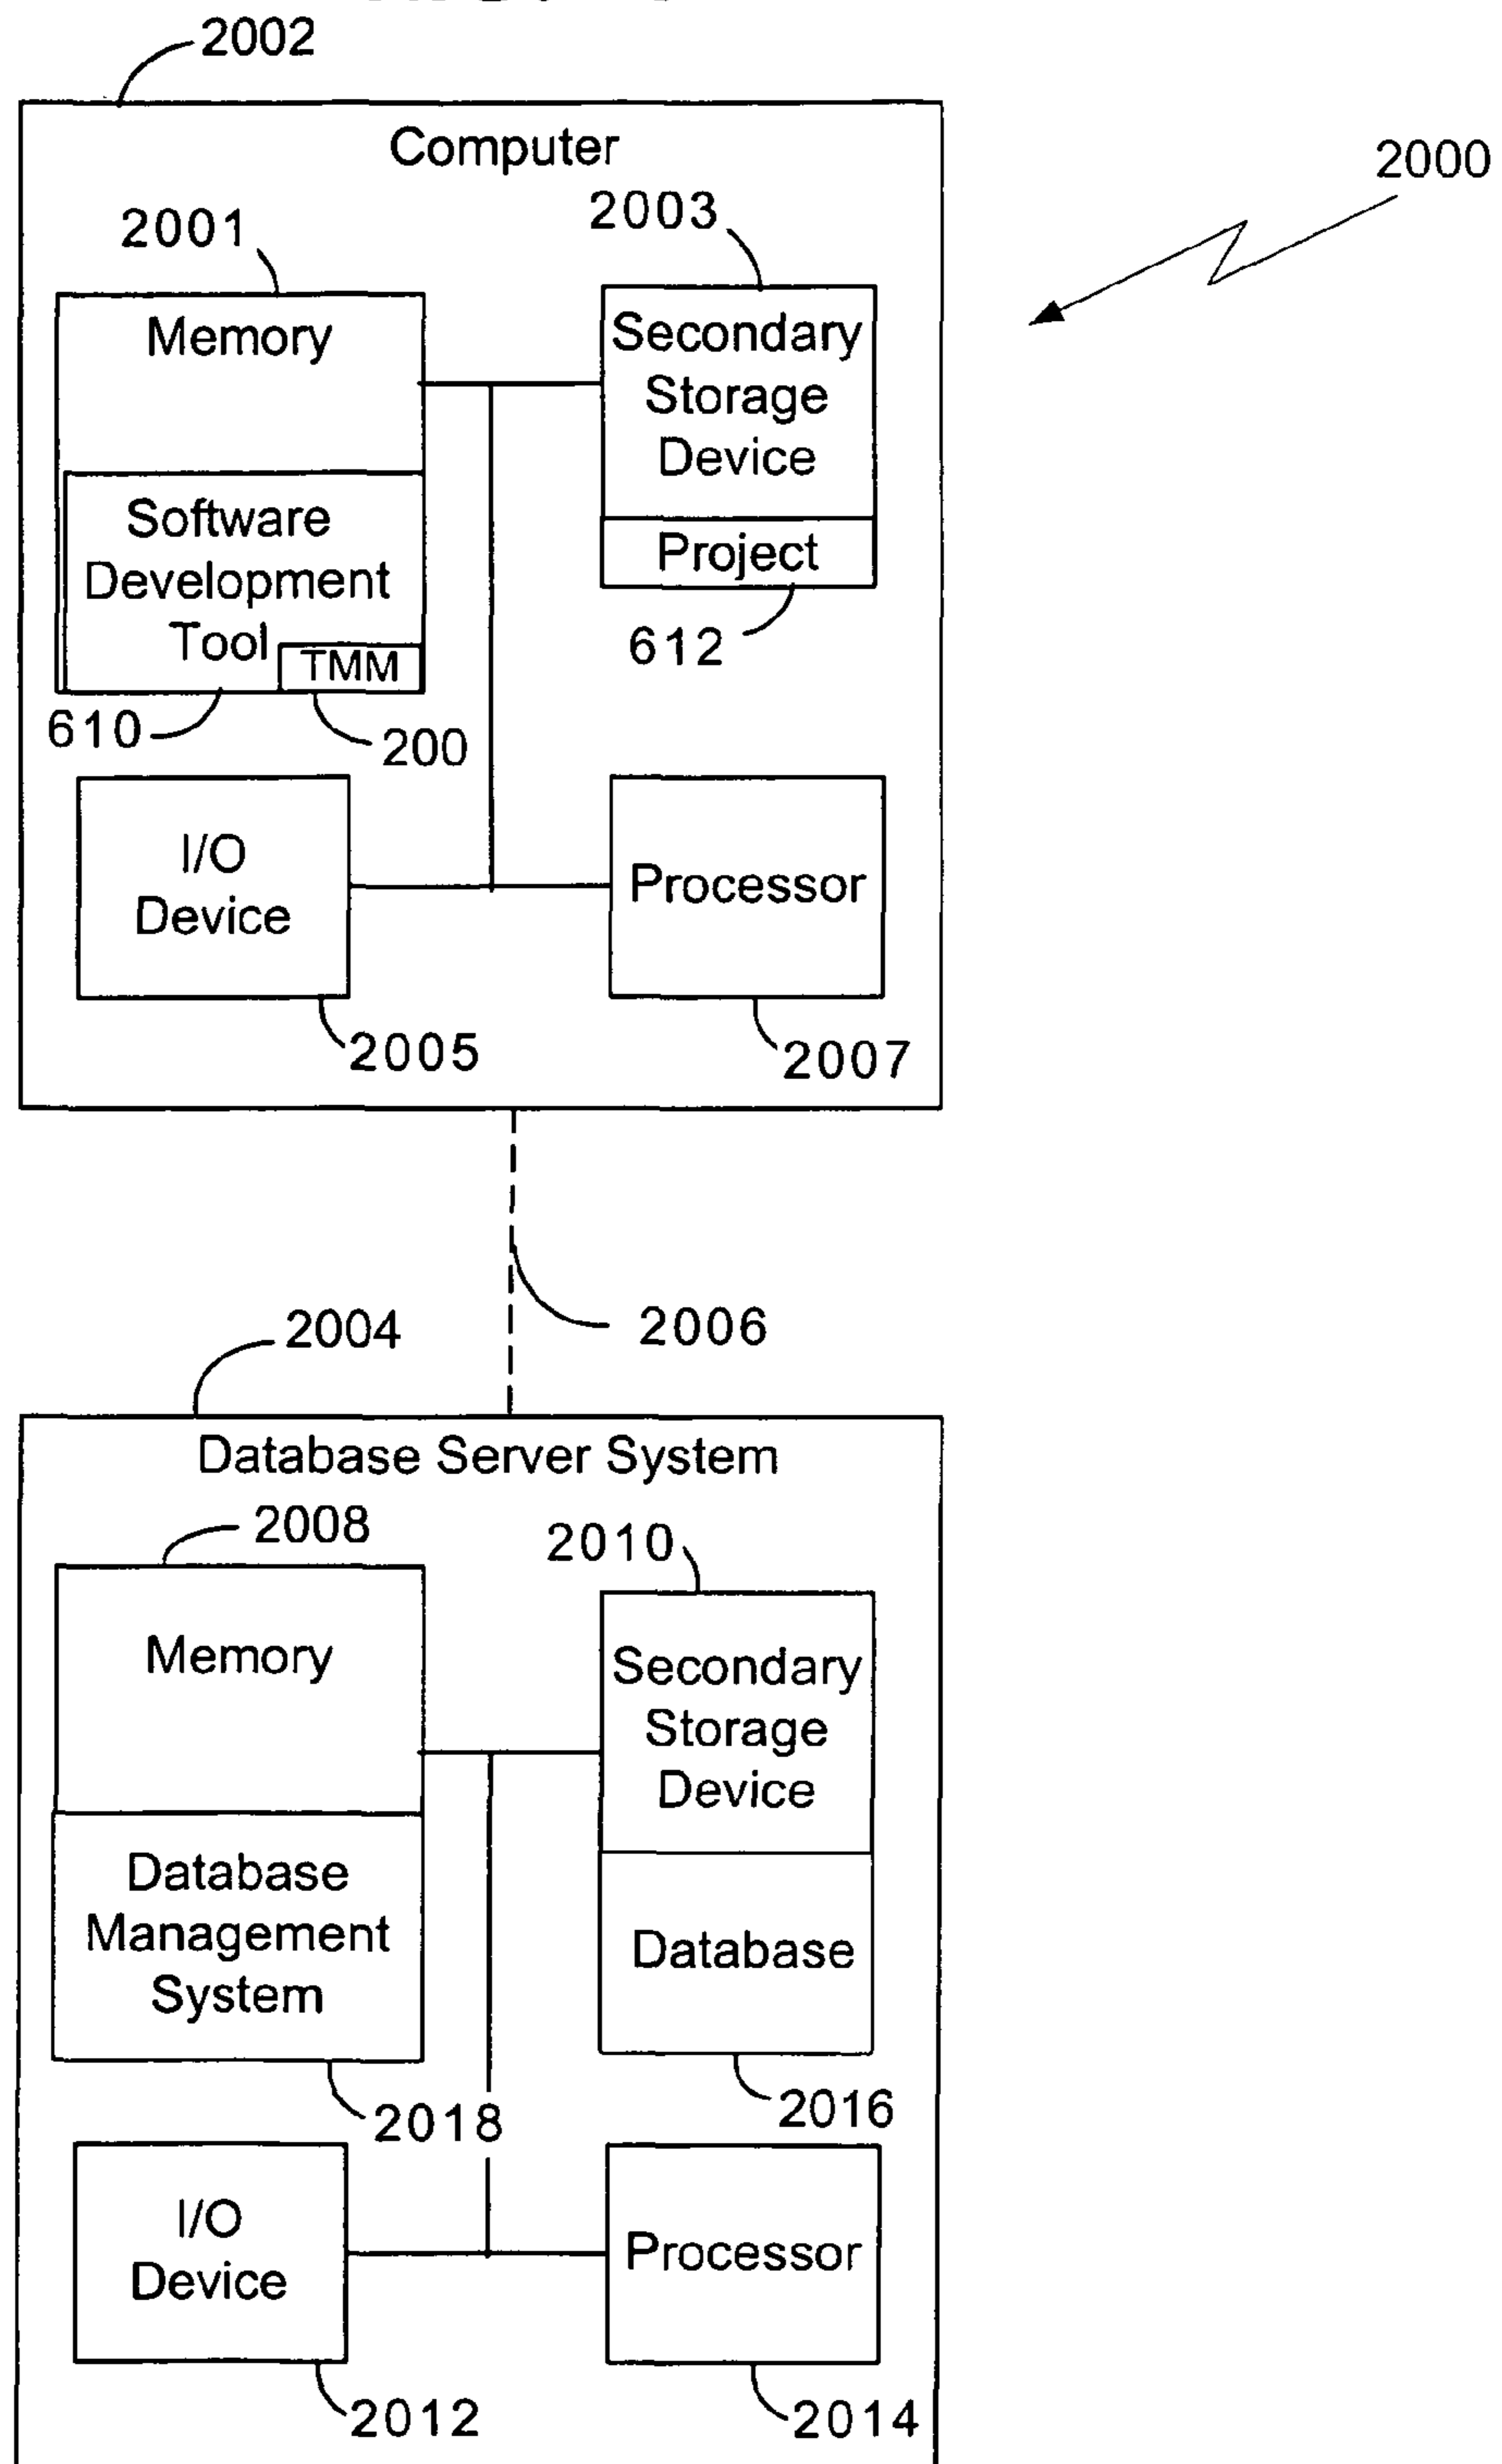 2002
Computer
2000
2001
2003
Memory
Secondary
Storage
Device
Software
Development
Tool
TMM
Project
612
610
200
I/O
Device
Processor
2005
2007
2006
2004
Database Server System
2008
2010
Memory
Secondary
Storage
Device
Database
Management
System
Database
2018
2016
I/O
Device
Processor
2012
2014